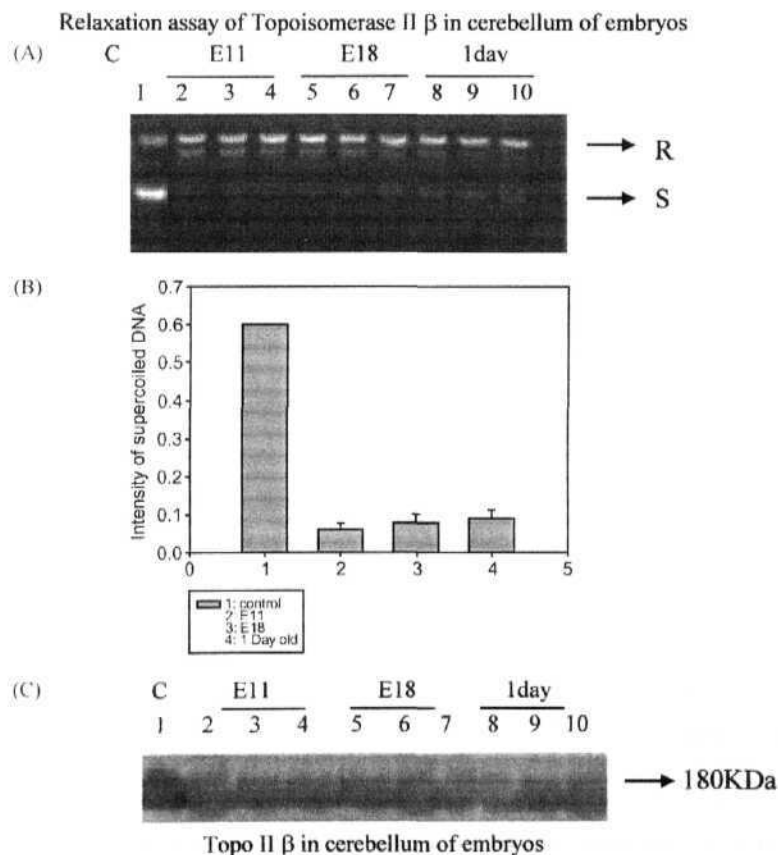 Relaxation assay of Topoisomerase II β in cerebellum of embryos
(A) C E11 E18 1day
1 2 3 4 5 6 7 8 9 10
R
S
(B)
Intensity of supercoiled DNA
0.7
0.6
0.5
0.4
0.3
0.2
0.1
0.0
0 1 2 3 4 5
1: control
2: E11
3: E18
4: 1 Day old
(C) C E11 E18 1day
1 2 3 4 5 6 7 8 9 10
180KDa
Topo II β in cerebellum of embryos